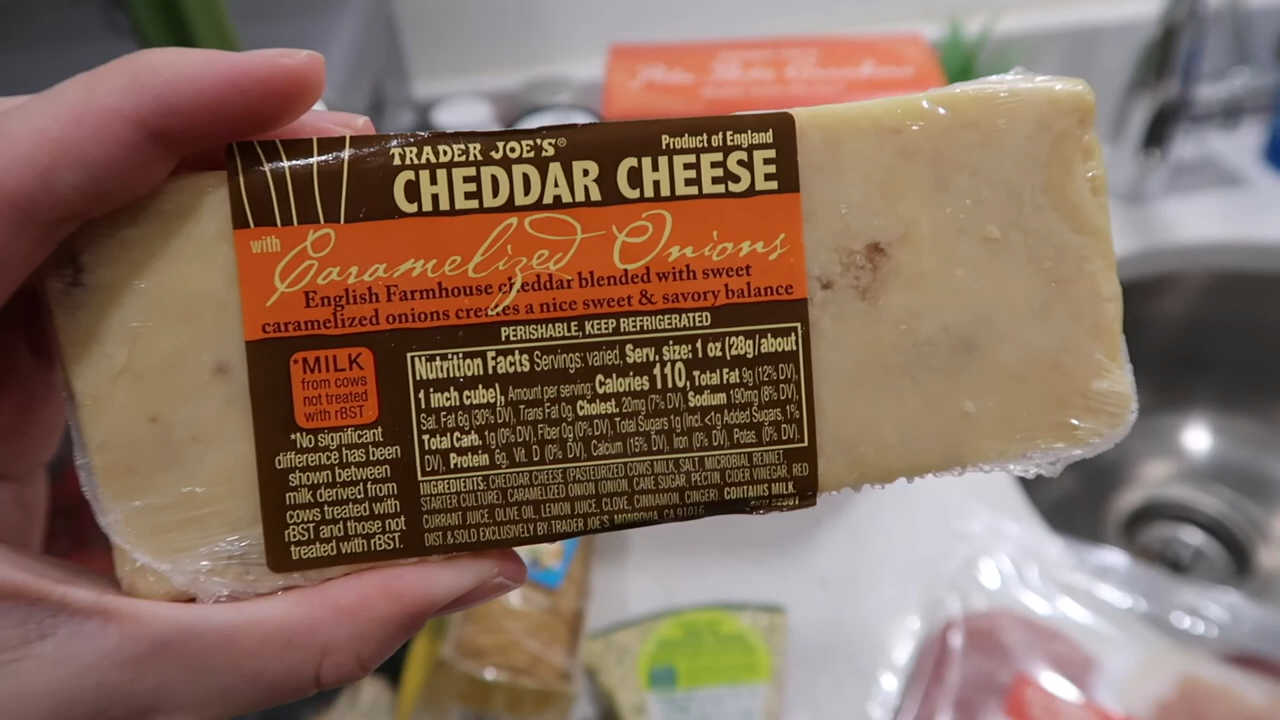 TRADER JOE'S®
Product of England
CHEDDAR CHEESE
with Caramelized Onions
English Farmhouse cheddar blended with sweet
caramelized onions creates a nice sweet & savory balance
PERISHABLE, KEEP REFRIGERATED
*MILK
from cows
not treated
with rBST
*No significant
difference has been
shown between
milk derived from
cows treated with
rBST and those not
treated with rBST.
Nutrition Facts Servings: varied, Serv. size: 1 oz (28g/about
1 inch cube), Amount per serving: Calories 110, Total Fat 9g (12% DV),
Sat. Fat 6g (30% DV), Trans Fat 0g, Cholest. 20mg (7% DV), Sodium 190mg (8% DV),
Total Carb. 1g (0% DV), Fiber 0g (0% DV), Total Sugars 1g (Incl. <1g Added Sugars, 1%
DV), Protein 6g, Vit. D (0% DV), Calcium (15% DV), Iron (0% DV), Potas. (0% DV).
INGREDIENTS: CHEDDAR CHEESE (PASTEURIZED COWS MILK, SALT, MICROBIAL RENNET,
STARTER CULTURE), CARAMELIZED ONION (ONION, CANE SUGAR, PECTIN, CIDER VINEGAR, RED
CURRANT JUICE, OLIVE OIL, LEMON JUICE, CLOVE, CINNAMON, GINGER). CONTAINS MILK.
DIST. & SOLD EXCLUSIVELY BY: TRADER JOE'S, MONROVIA, CA 91016